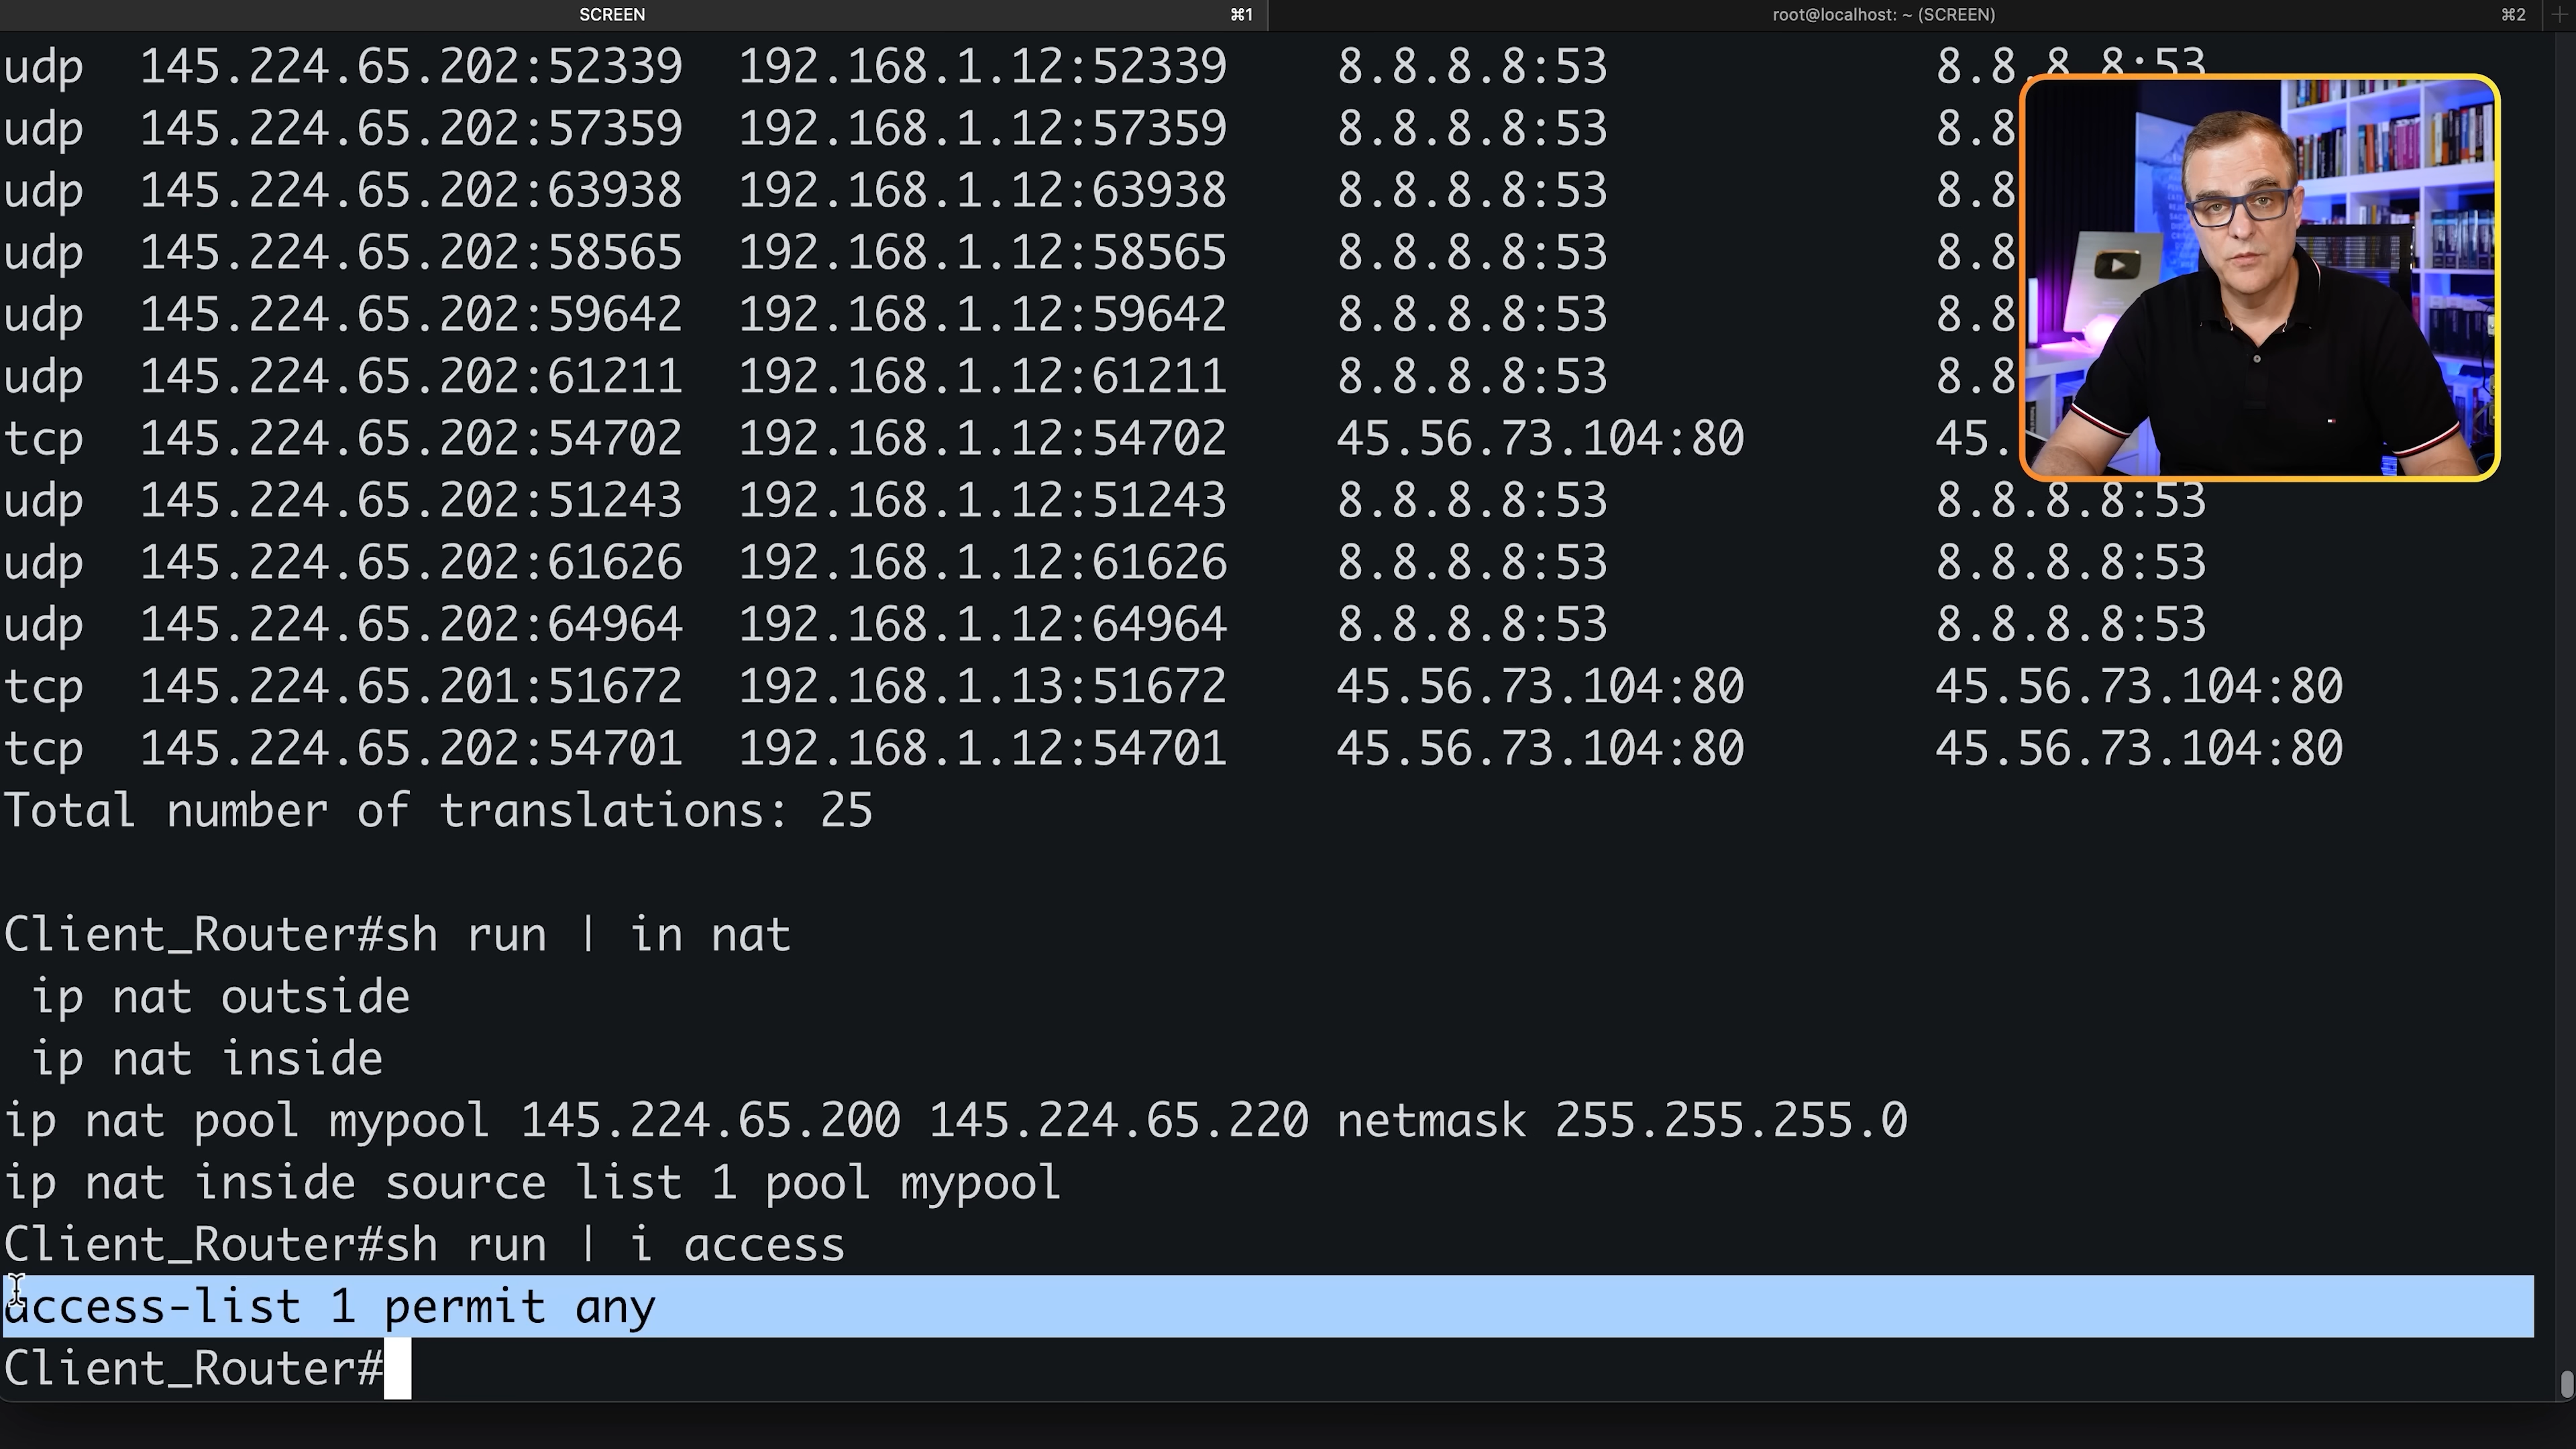 SCREEN ⌘1 root@localhost: ~ (SCREEN) ⌘2
udp 145.224.65.202:52339 192.168.1.12:52339 8.8.8.8:53 8.8.8.8:53
udp 145.224.65.202:57359 192.168.1.12:57359 8.8.8.8:53 8.8
udp 145.224.65.202:63938 192.168.1.12:63938 8.8.8.8:53 8.8
udp 145.224.65.202:58565 192.168.1.12:58565 8.8.8.8:53 8.8
udp 145.224.65.202:59642 192.168.1.12:59642 8.8.8.8:53 8.8
udp 145.224.65.202:61211 192.168.1.12:61211 8.8.8.8:53 8.8
tcp 145.224.65.202:54702 192.168.1.12:54702 45.56.73.104:80 45.
udp 145.224.65.202:51243 192.168.1.12:51243 8.8.8.8:53 8.8.8.8:53
udp 145.224.65.202:61626 192.168.1.12:61626 8.8.8.8:53 8.8.8.8:53
udp 145.224.65.202:64964 192.168.1.12:64964 8.8.8.8:53 8.8.8.8:53
tcp 145.224.65.201:51672 192.168.1.13:51672 45.56.73.104:80 45.56.73.104:80
tcp 145.224.65.202:54701 192.168.1.12:54701 45.56.73.104:80 45.56.73.104:80
Total number of translations: 25
Client_Router#sh run | in nat
ip nat outside
ip nat inside
ip nat pool mypool 145.224.65.200 145.224.65.220 netmask 255.255.255.0
ip nat inside source list 1 pool mypool
Client_Router#sh run | i access
access-list 1 permit any
Client_Router#